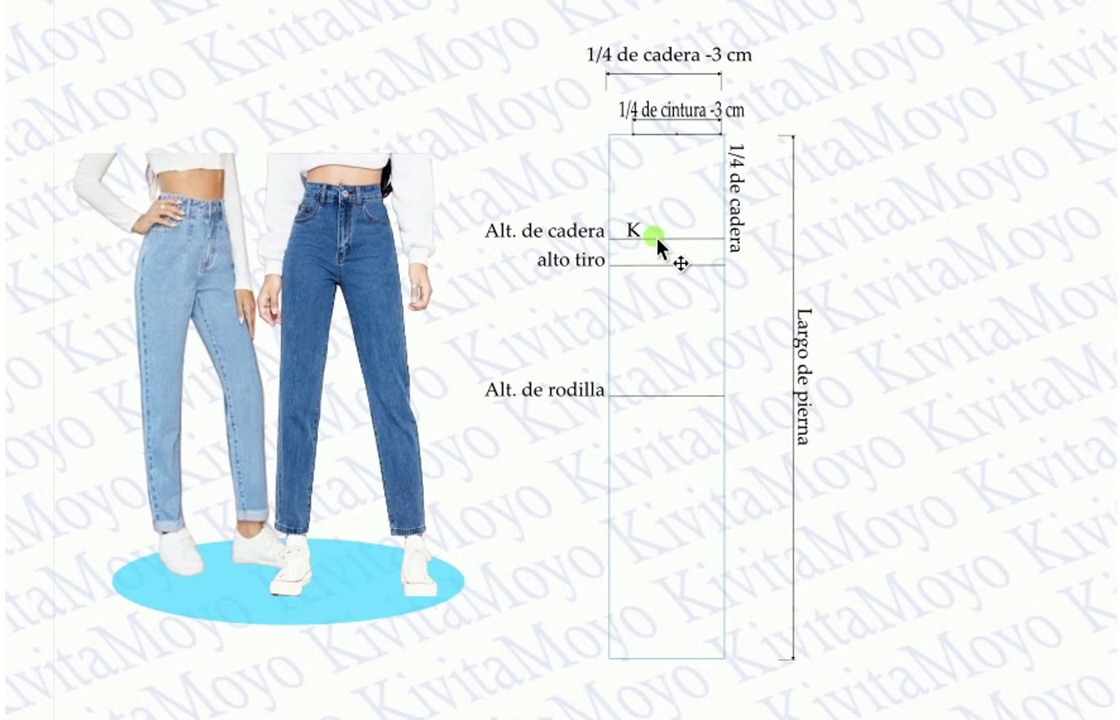 1/4 de cadera -3 cm
1/4 de cintura -3 cm
1/4 de cadera
Alt. de cadera
K
alto tiro
Largo de pierna
Alt. de rodilla
KivitaMoyo